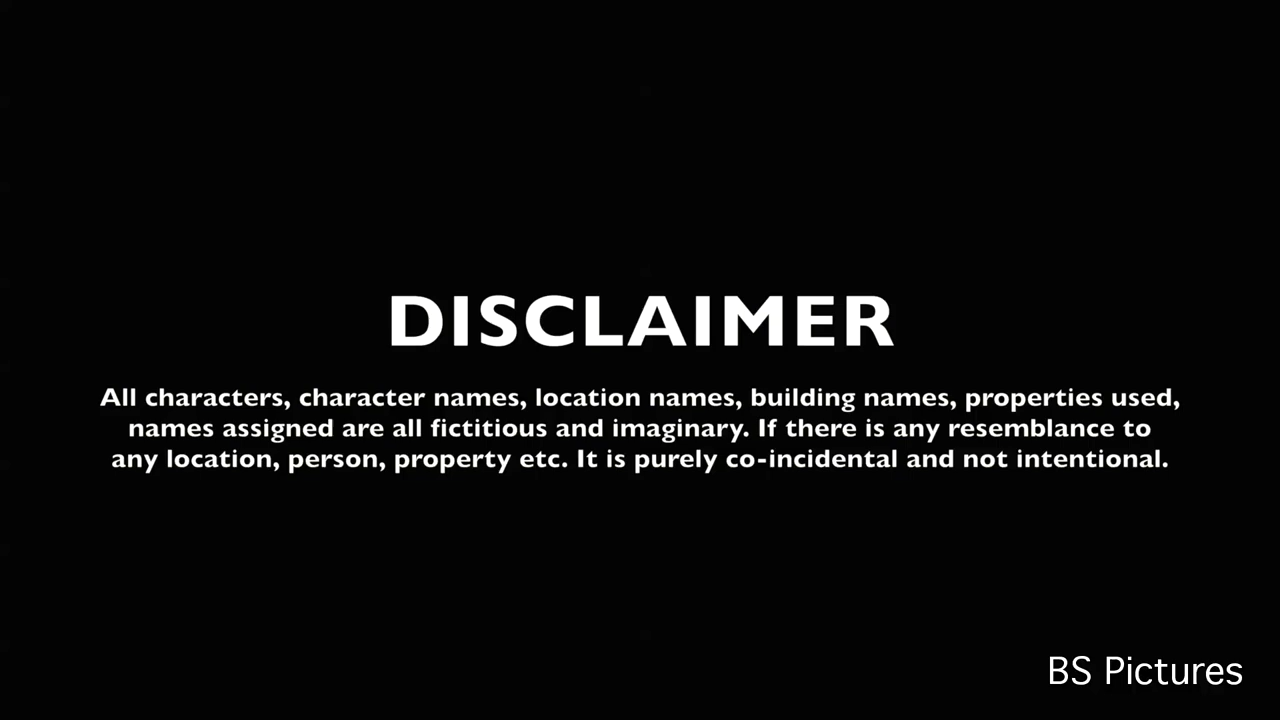 DISCLAIMER
All characters, character names, location names, building names, properties used,
names assigned are all fictitious and imaginary. If there is any resemblance to
any location, person, property etc. It is purely co-incidental and not intentional.
BS Pictures